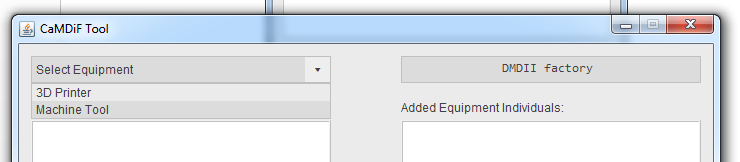 CaMDiF Tool
Select Equipment
DMDII factory
3D Printer
Machine Tool
Added Equipment Individuals: